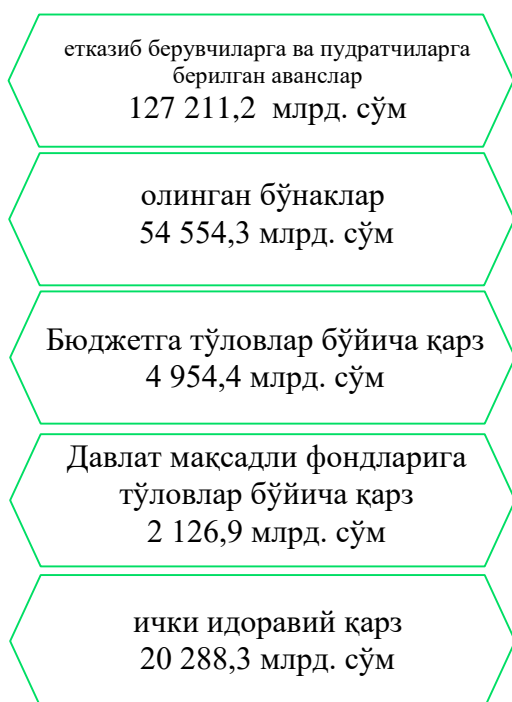 етказиб берувчиларга ва пудратчиларга
берилган аванслар
127 211,2 млрд. сўм
олинган бўнаклар
54 554,3 млрд. сўм
Бюджетга тўловлар бўйича қарз
4 954,4 млрд. сўм
Давлат мақсадли фондларига
тўловлар бўйича қарз
2 126,9 млрд. сўм
ички идоравий қарз
20 288,3 млрд. сўм